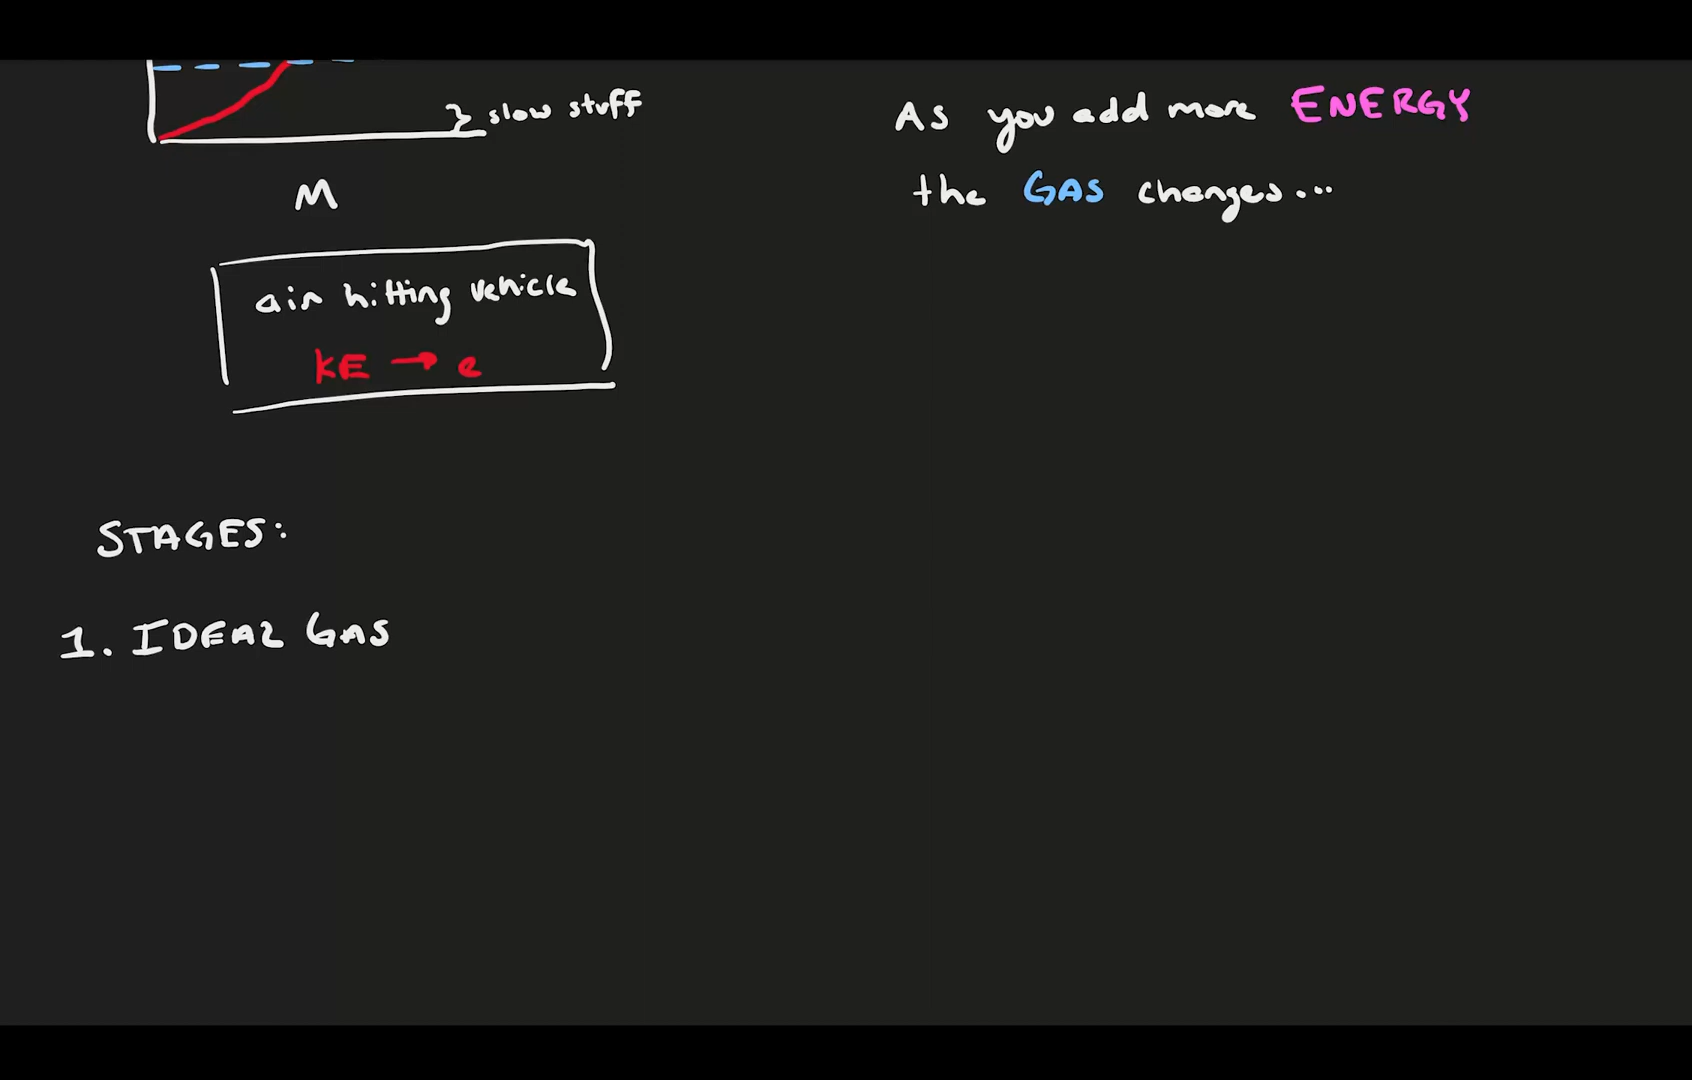 slow stuff
M
air hitting vehicle
KE → e
As you add more ENERGY
the GAS changes...
STAGES:
1. IDEAL GAS